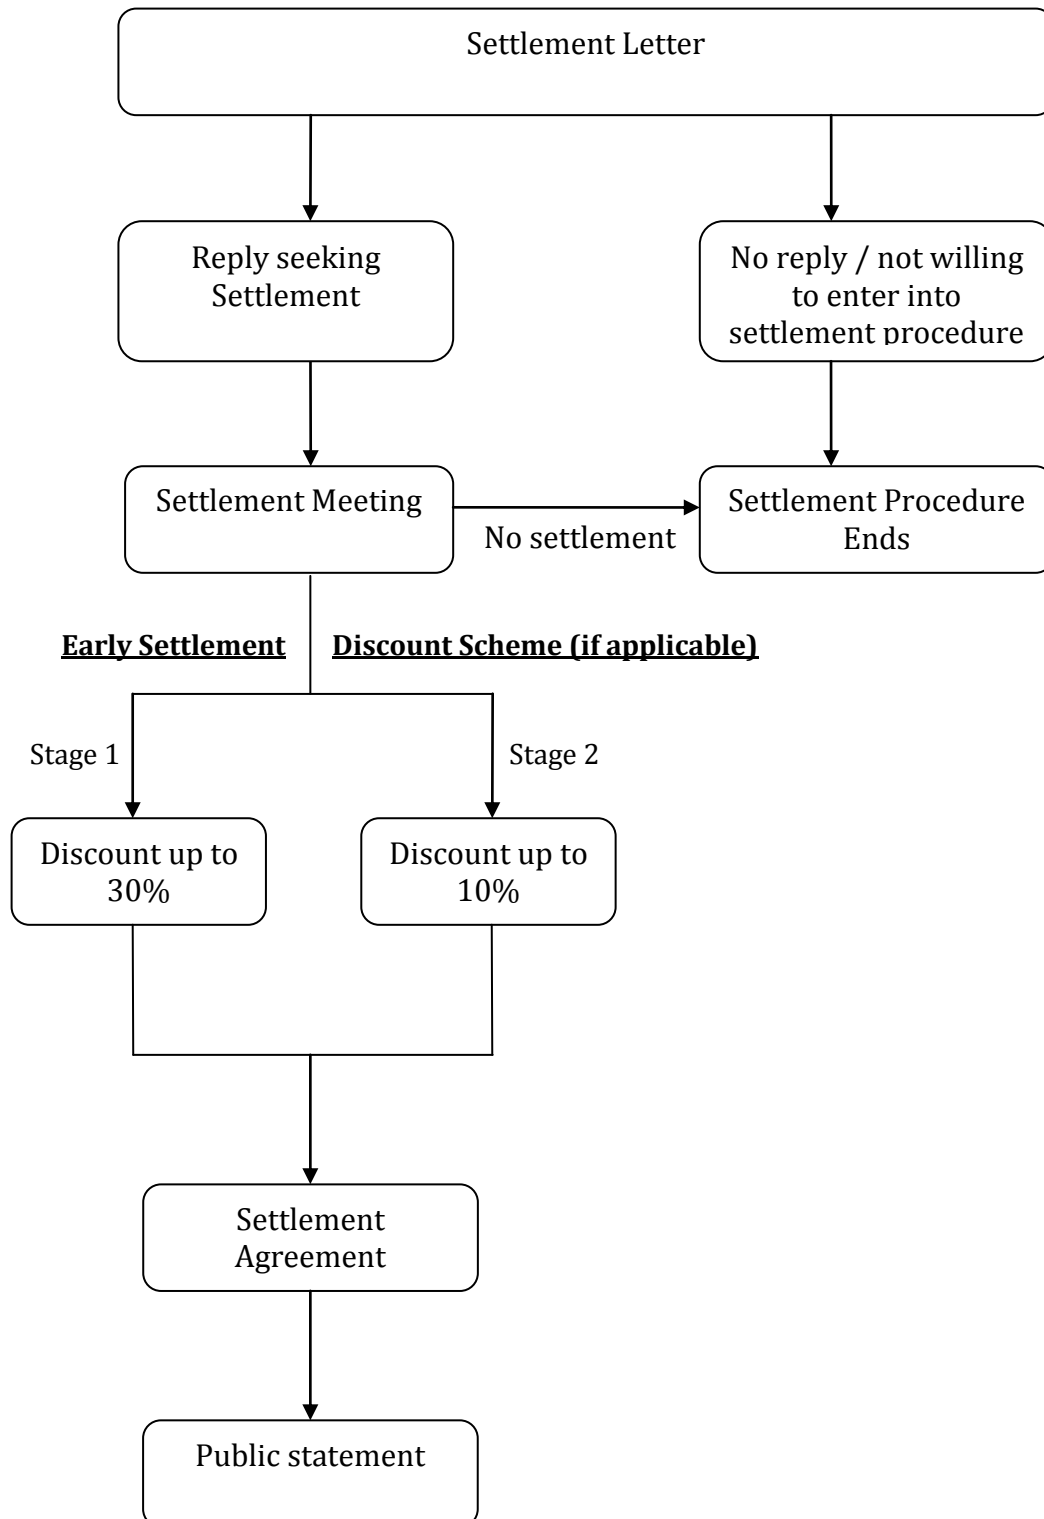 Settlement Letter
Reply seeking
Settlement
No reply / not willing
to enter into
settlement procedure
Settlement Meeting
No settlement
Settlement Procedure
Ends
Early Settlement Discount Scheme (if applicable)
Stage 1
Stage 2
Discount up to
30%
Discount up to
10%
Settlement
Agreement
Public statement